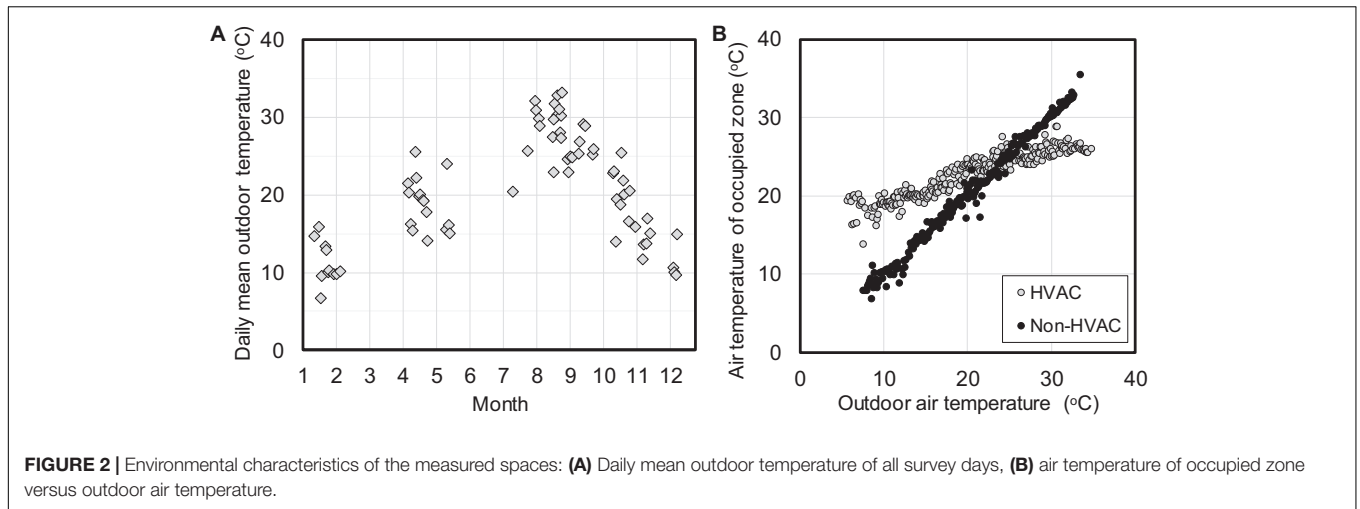 A
Daily mean outdoor temperature (°C)
40
30
20
10
0
1 2 3 4 5 6 7 8 9 10 11 12
Month
B
Air temperature of occupied zone (°C)
40
30
20
10
0
HVAC
Non-HVAC
0 10 20 30 40
Outdoor air temperature (°C)
FIGURE 2 | Environmental characteristics of the measured spaces: (A) Daily mean outdoor temperature of all survey days, (B) air temperature of occupied zone
versus outdoor air temperature.